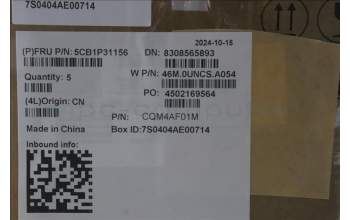 7S0404AE00714
2024-10-15
(P)FRU P/N: 5CB1P31156 DN: 8308565893
Quantity: 5 W P/N: 46M.0UNCS.A054
PO: 4502169564
(4L)Origin: CN
P/N: CQM4AF01M
Made in China Box ID:7S0404AE00714
Inbound info: